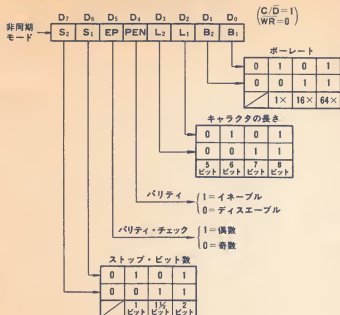 D₇ D₆ D₅ D₄ D₃ D₂ D₁ D₀
(C/D̅=1
W̅R̅=0)
非同期モード
S₂ S₁ EP PEN L₂ L₁ B₂ B₁
ボーレート
0 1 0 1
0 0 1 1
1× 16× 64×
キャラクタの長さ
0 1 0 1
0 0 1 1
5ビット 6ビット 7ビット 8ビット
パリティ
1=イネーブル
0=ディスエーブル
パリティ・チェック
1=偶数
0=奇数
ストップ・ビット数
0 1 0 1
0 0 1 1
1ビット 1½ビット 2ビット